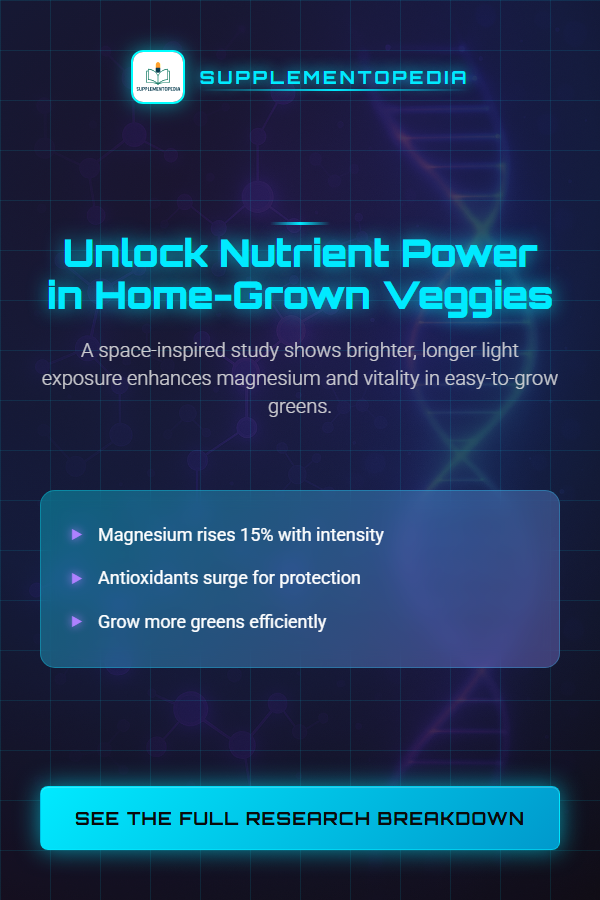 SUPPLEMENTOPEDIA
SUPPLEMENTOPEDIA
Unlock Nutrient Power
in Home-Grown Veggies
A space-inspired study shows brighter, longer light
exposure enhances magnesium and vitality in easy-to-grow
greens.
Magnesium rises 15% with intensity
Antioxidants surge for protection
Grow more greens efficiently
SEE THE FULL RESEARCH BREAKDOWN